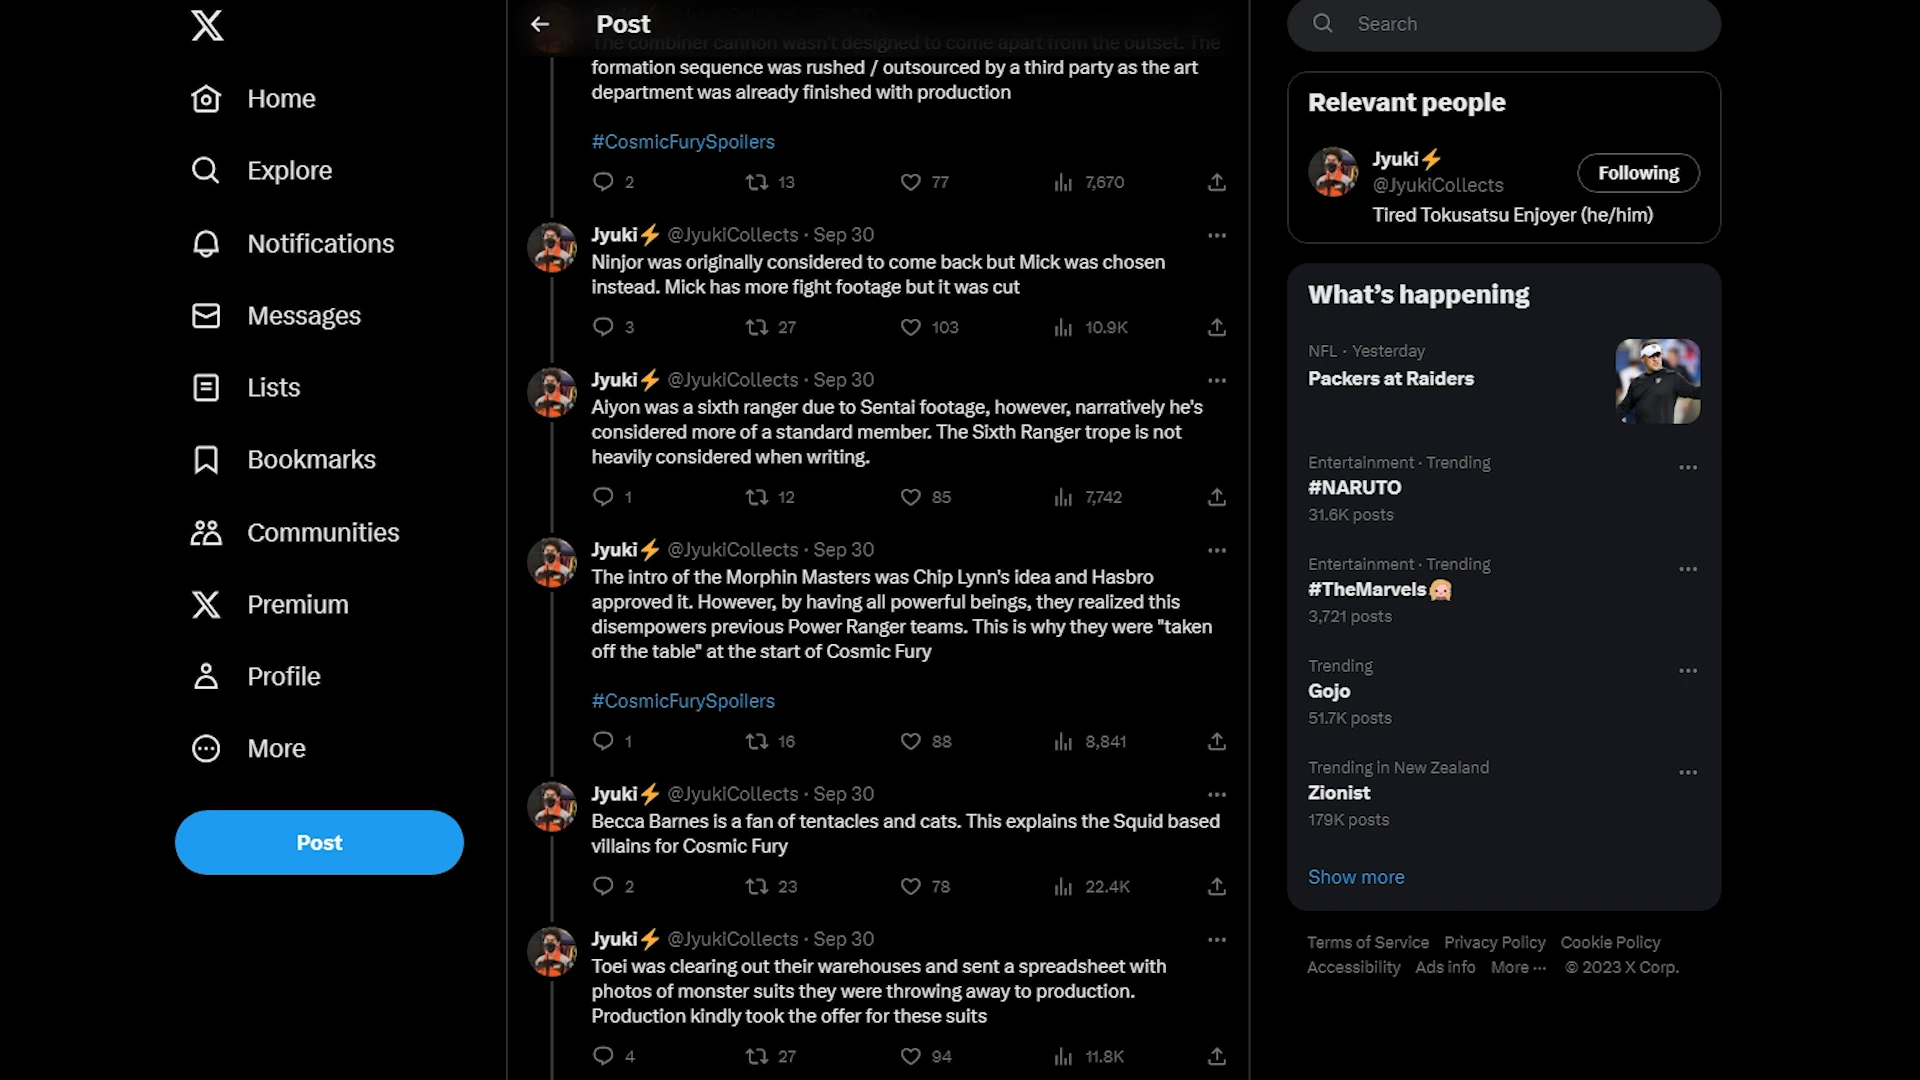 Home
Explore
Notifications
Messages
Lists
Bookmarks
Communities
Premium
Profile
More
Post
Post
The combiner cannon wasn't designed to come apart from the outset. The
formation sequence was rushed / outsourced by a third party as the art
department was already finished with production
#CosmicFurySpoilers
2 13 77 7,670
Jyuki⚡ @JyukiCollects · Sep 30
Ninjor was originally considered to come back but Mick was chosen
instead. Mick has more fight footage but it was cut
3 27 103 10.9K
Jyuki⚡ @JyukiCollects · Sep 30
Aiyon was a sixth ranger due to Sentai footage, however, narratively he's
considered more of a standard member. The Sixth Ranger trope is not
heavily considered when writing.
1 12 85 7,742
Jyuki⚡ @JyukiCollects · Sep 30
The intro of the Morphin Masters was Chip Lynn's idea and Hasbro
approved it. However, by having all powerful beings, they realized this
disempowers previous Power Ranger teams. This is why they were "taken
off the table" at the start of Cosmic Fury
#CosmicFurySpoilers
1 16 88 8,841
Jyuki⚡ @JyukiCollects · Sep 30
Becca Barnes is a fan of tentacles and cats. This explains the Squid based
villains for Cosmic Fury
2 23 78 22.4K
Jyuki⚡ @JyukiCollects · Sep 30
Toei was clearing out their warehouses and sent a spreadsheet with
photos of monster suits they were throwing away to production.
Production kindly took the offer for these suits
4 27 94 11.8K
Search
Relevant people
Jyuki⚡
@JyukiCollects
Following
Tired Tokusatsu Enjoyer (he/him)
What's happening
NFL · Yesterday
Packers at Raiders
Entertainment · Trending
#NARUTO
31.6K posts
Entertainment · Trending
#TheMarvels
3,721 posts
Trending
Gojo
51.7K posts
Trending in New Zealand
Zionist
179K posts
Show more
Terms of Service Privacy Policy Cookie Policy
Accessibility Ads info More ··· © 2023 X Corp.